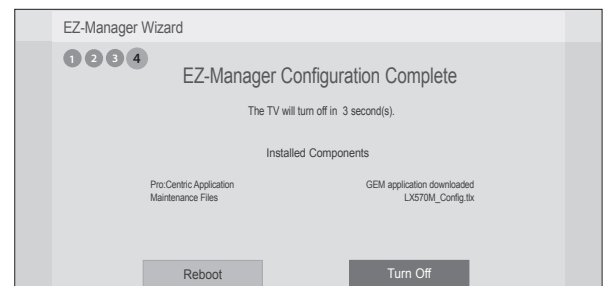 EZ-Manager Wizard
1 2 3 4
EZ-Manager Configuration Complete
The TV will turn off in 3 second(s).
Installed Components
Pro:Centric Application GEM application downloaded
Maintenance Files LX570M_Config.tlx
Reboot Turn Off